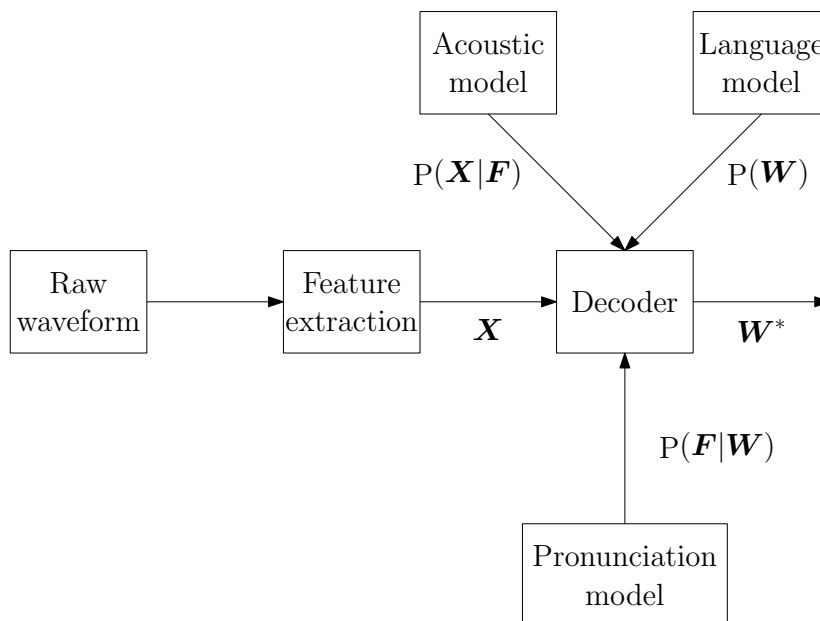 Acoustic
model
Language
model
P(X|F)
P(W)
Raw
waveform
Feature
extraction
X
Decoder
W*
P(F|W)
Pronunciation
model